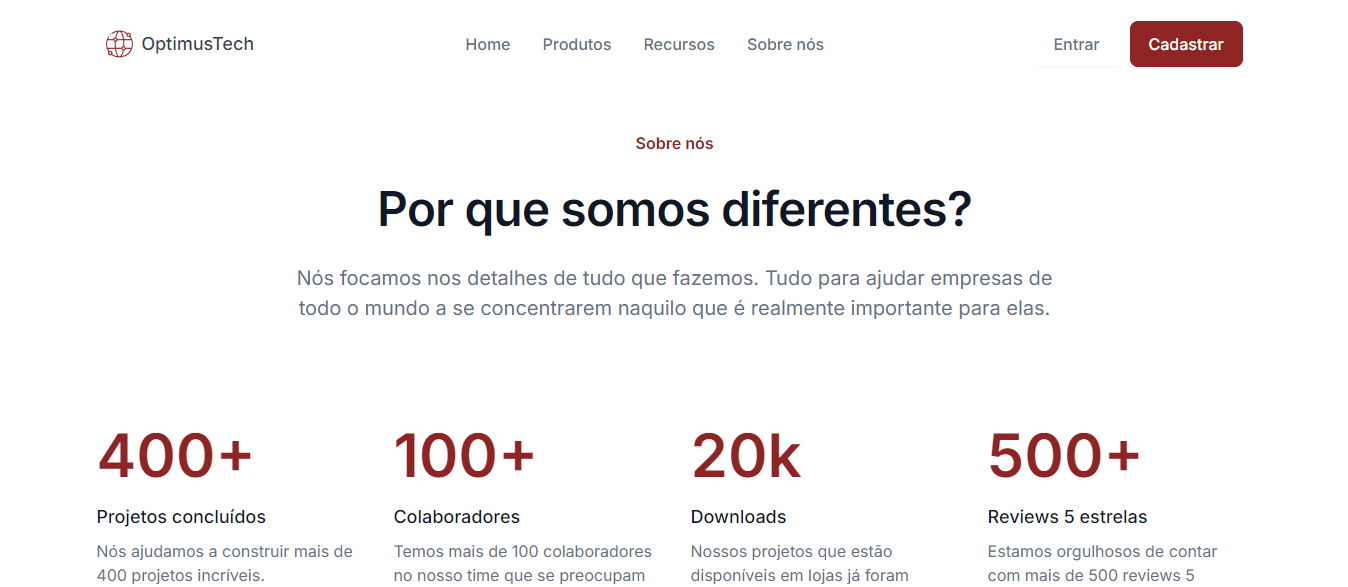 OptimusTech
Home Produtos Recursos Sobre nós
Entrar Cadastrar
Sobre nós
Por que somos diferentes?
Nós focamos nos detalhes de tudo que fazemos. Tudo para ajudar empresas de
todo o mundo a se concentrarem naquilo que é realmente importante para elas.
400+
Projetos concluídos
Nós ajudamos a construir mais de
400 projetos incríveis.
100+
Colaboradores
Temos mais de 100 colaboradores
no nosso time que se preocupam
20k
Downloads
Nossos projetos que estão
disponíveis em lojas já foram
500+
Reviews 5 estrelas
Estamos orgulhosos de contar
com mais de 500 reviews 5